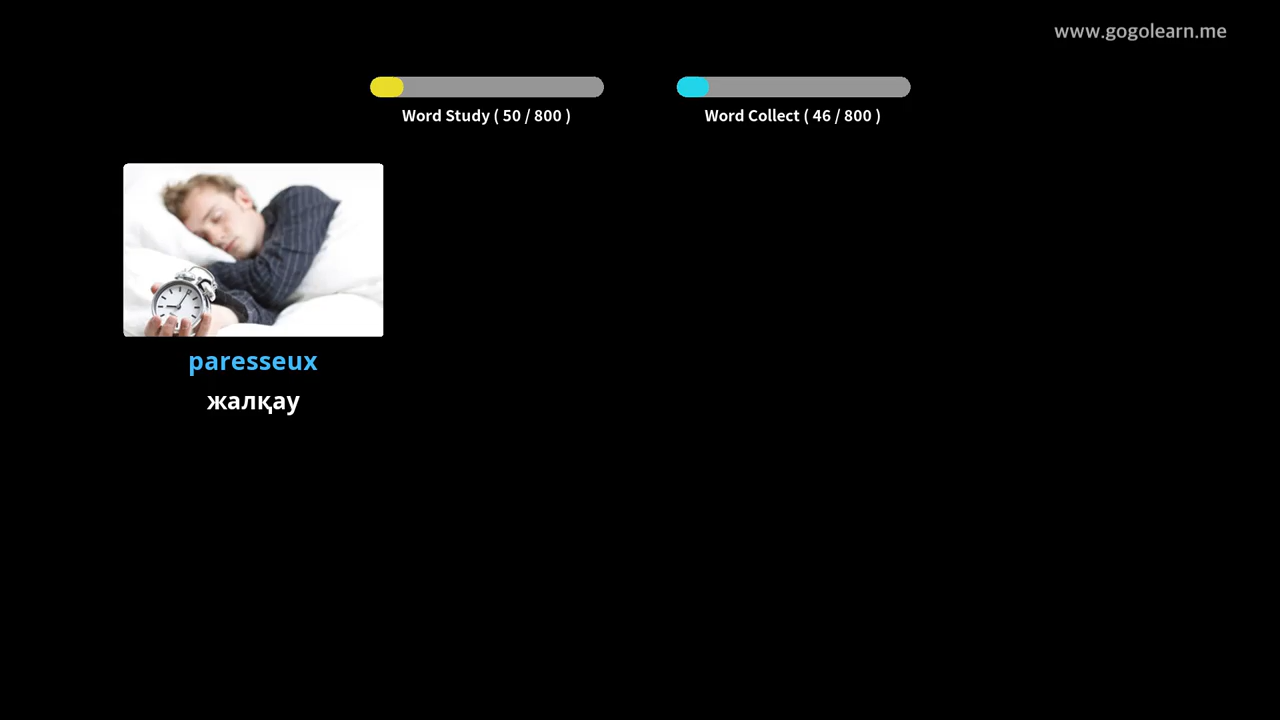 www.gogolearn.me
Word Study ( 50 / 800 )
Word Collect ( 46 / 800 )
paresseux
жалқау